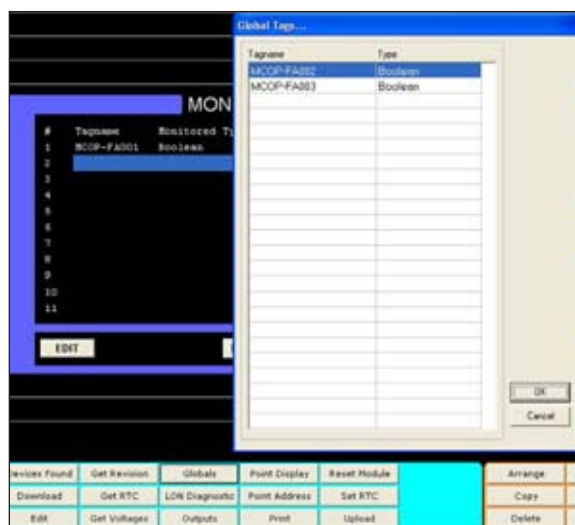 Global Tags...
Tagname Type
MCOP-FA002 Boolean
MCOP-FA003 Boolean
MON
# Tagname Monitored Ty
1 MCOP-FA001 Boolean
2
3
4
5
6
7
8
9
10
11
EDIT
OK
Cancel
evices Found Get Revision Globals Point Display Reset Module Arrange
Download Get RTC LON Diagnostic Point Address Set RTC Copy
Edit Get Voltages Outputs Print Upload Delete